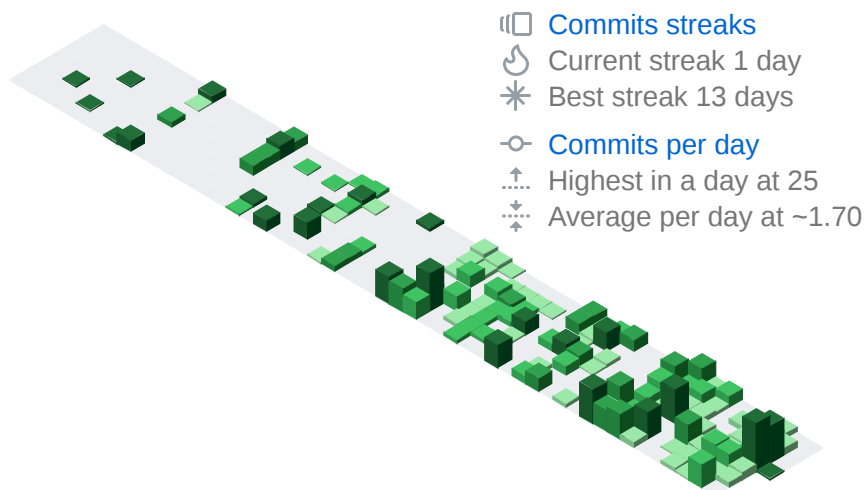 Commits streaks
Current streak 1 day
Best streak 13 days
Commits per day
Highest in a day at 25
Average per day at ~1.70